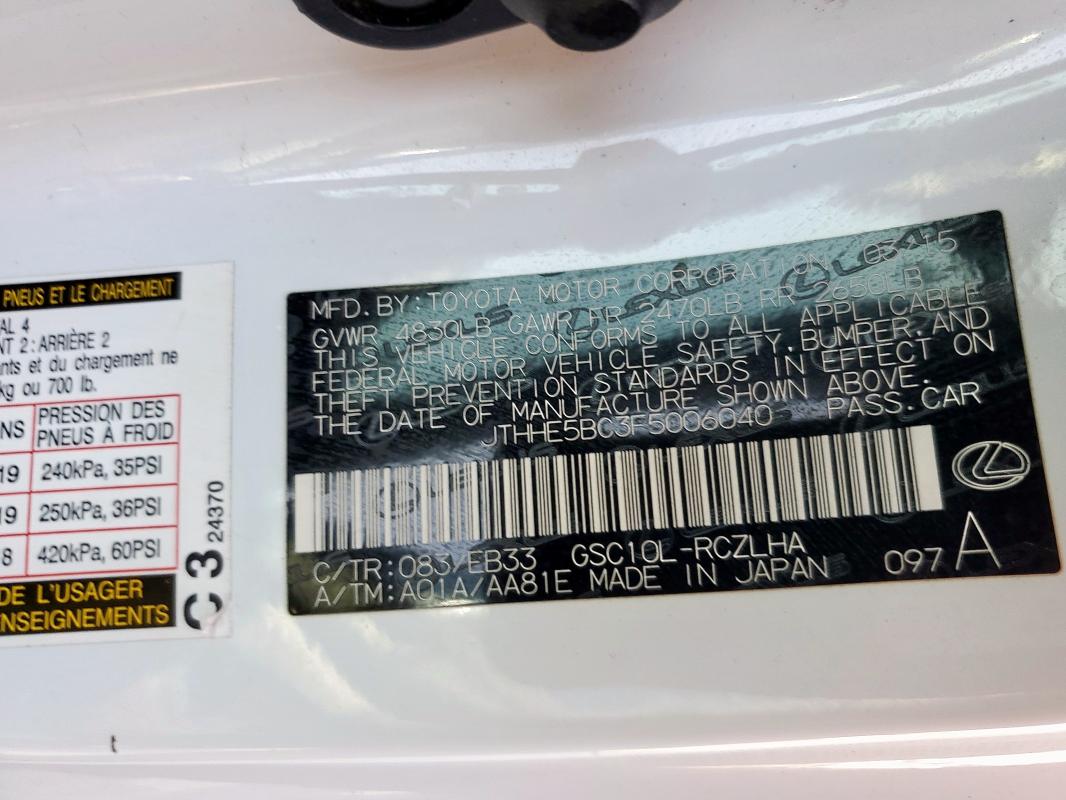 PNEUS ET LE CHARGEMENT
AL 4
NT 2:ARRIÈRE 2
ents et du chargement ne
kg ou 700 lb.
NS PRESSION DES PNEUS À FROID
19 240kPa, 35PSI
19 250kPa, 36PSI
8 420kPa, 60PSI
DE L'USAGER
ENSEIGNEMENTS
C3
24370
MFD. BY:TOYOTA MOTOR CORPORATION 03/15
GVWR 4830LB GAWR FR 2470LB RR 2650LB
THIS VEHICLE CONFORMS TO ALL APPLICABLE
FEDERAL MOTOR VEHICLE SAFETY.BUMPER.AND
THEFT PREVENTION STANDARDS IN EFFECT ON
THE DATE OF MANUFACTURE SHOWN ABOVE.
JTHHE5BC3F5006040 PASS.CAR
C/TR:083/EB33 GSC10L-RCZLHA
A/TM:A01A/AA81E MADE IN JAPAN 097 A